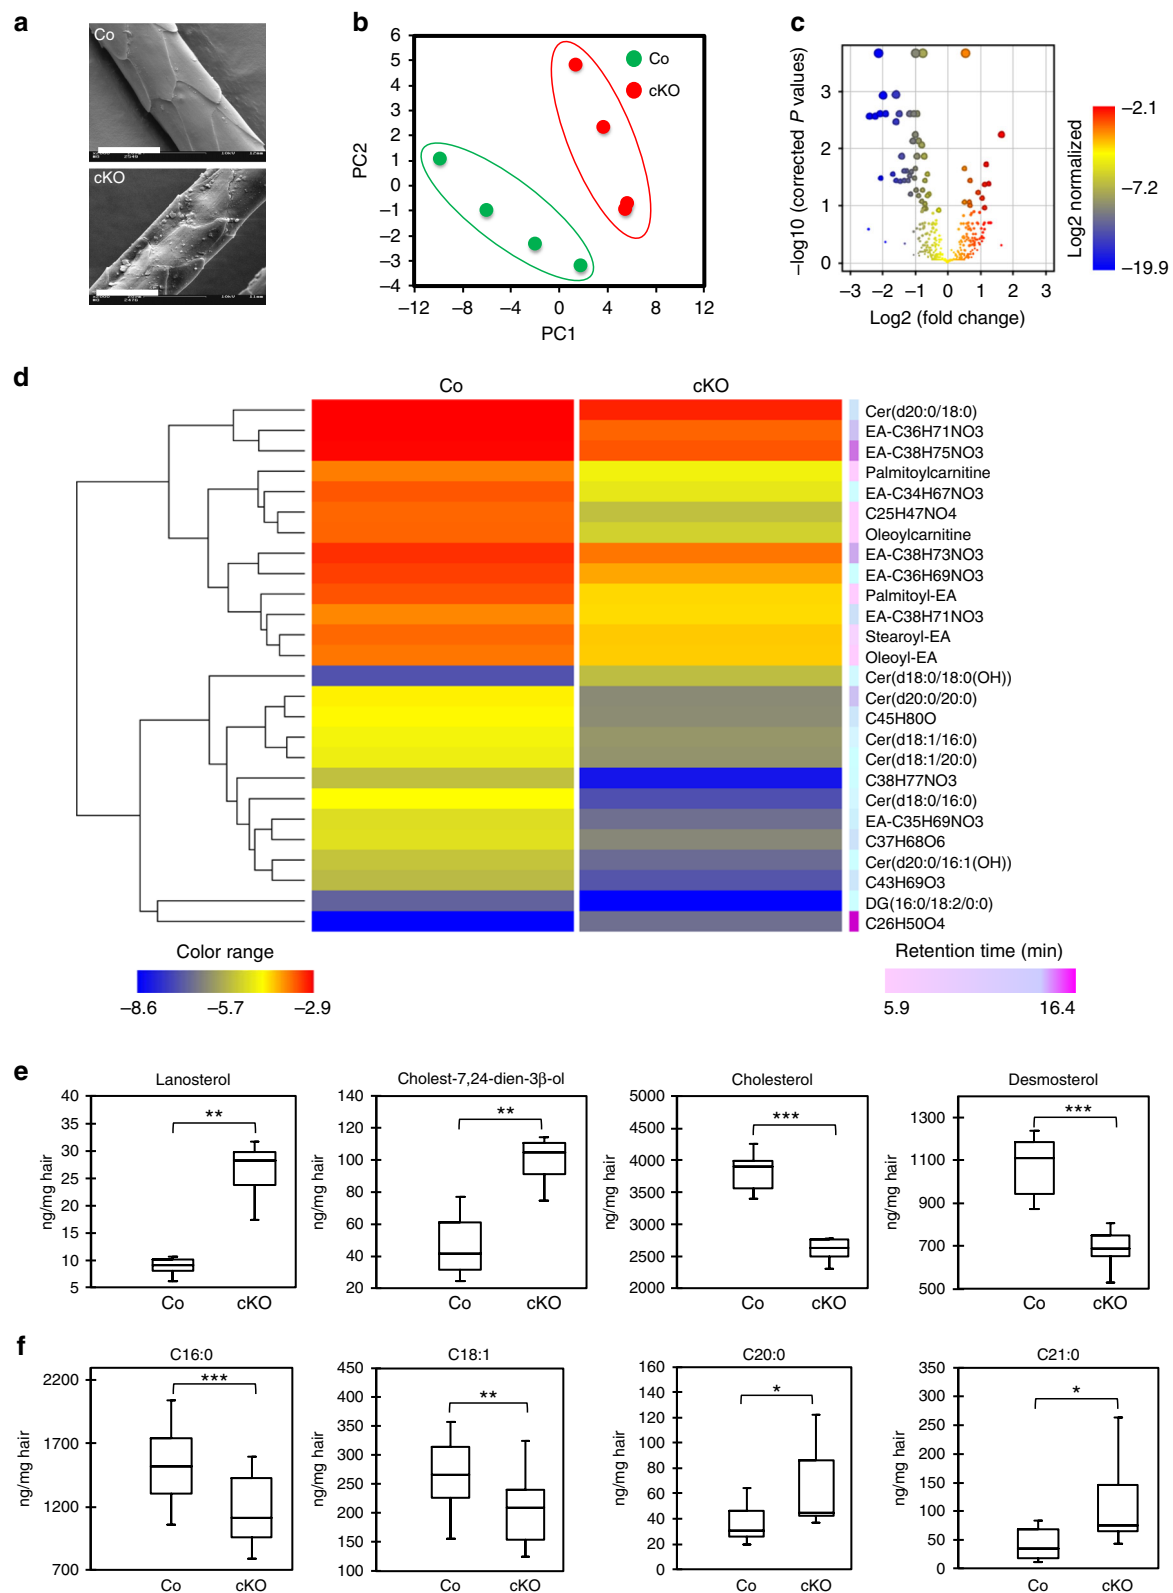 a
Co
2548
10kV
12mm
cKO
2470
11mm
b
PC2
6
5
4
3
2
1
0
–1
–2
–3
–4
–12
–8
–4
0
4
8
12
PC1
Co
cKO
c
–log10 (corrected P values)
3
2
1
0
–3
–2
–1
0
1
2
3
Log2 (fold change)
Log2 normalized
–2.1
–7.2
–19.9
d
Co
cKO
Cer(d20:0/18:0)
EA-C36H71NO3
EA-C38H75NO3
Palmitoylcarnitine
EA-C34H67NO3
C25H47NO4
Oleoylcarnitine
EA-C38H73NO3
EA-C36H69NO3
Palmitoyl-EA
EA-C38H71NO3
Stearoyl-EA
Oleoyl-EA
Cer(d18:0/18:0(OH))
Cer(d20:0/20:0)
C45H80O
Cer(d18:1/16:0)
Cer(d18:1/20:0)
C38H77NO3
Cer(d18:0/16:0)
EA-C35H69NO3
C37H68O6
Cer(d20:0/16:1(OH))
C43H69O3
DG(16:0/18:2/0:0)
C26H50O4
Color range
–8.6
–5.7
–2.9
Retention time (min)
5.9
16.4
e
Lanosterol
ng/mg hair
40
35
30
25
20
15
10
5
**
Co
cKO
Cholest-7,24-dien-3β-ol
ng/mg hair
140
120
100
80
60
40
20
**
Co
cKO
Cholesterol
ng/mg hair
5000
4500
4000
3500
3000
2500
2000
***
Co
cKO
Desmosterol
ng/mg hair
1300
1100
900
700
500
***
Co
cKO
f
C16:0
ng/mg hair
2200
1700
1200
700
***
Co
cKO
C18:1
ng/mg hair
450
400
350
300
250
200
150
100
**
Co
cKO
C20:0
ng/mg hair
160
140
120
100
80
60
40
20
0
*
Co
cKO
C21:0
ng/mg hair
350
300
250
200
150
100
50
0
*
Co
cKO